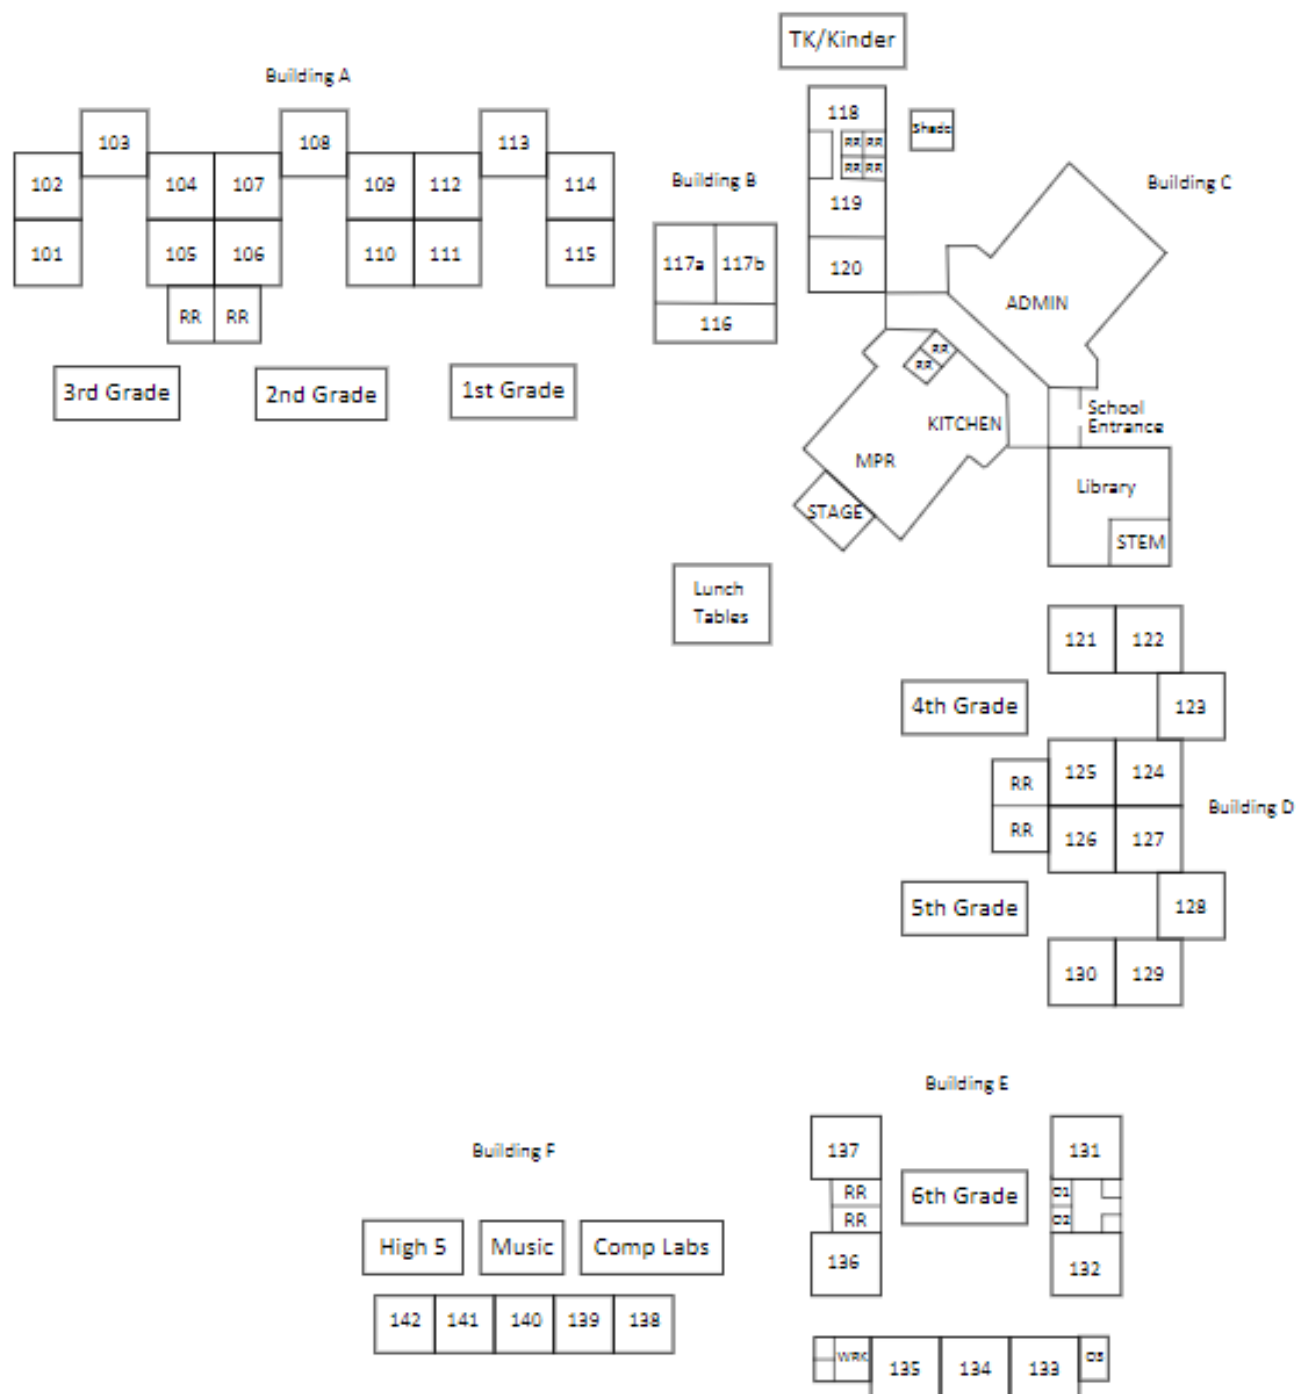 TK/Kinder
Building A
118
Shade
103
108
113
RR RR
RR RR
102
104
107
109
112
114
Building B
Building C
119
101
105
106
110
111
115
117a
117b
120
RR
RR
116
ADMIN
RR
RR
3rd Grade
2nd Grade
1st Grade
KITCHEN
School
Entrance
MPR
Library
STAGE
STEM
Lunch
Tables
121
122
4th Grade
123
125
124
RR
Building D
RR
126
127
5th Grade
128
130
129
Building E
Building F
137
131
RR
6th Grade
O1
RR
O2
High 5
Music
Comp Labs
136
132
142
141
140
139
138
WRK
135
134
133
O3